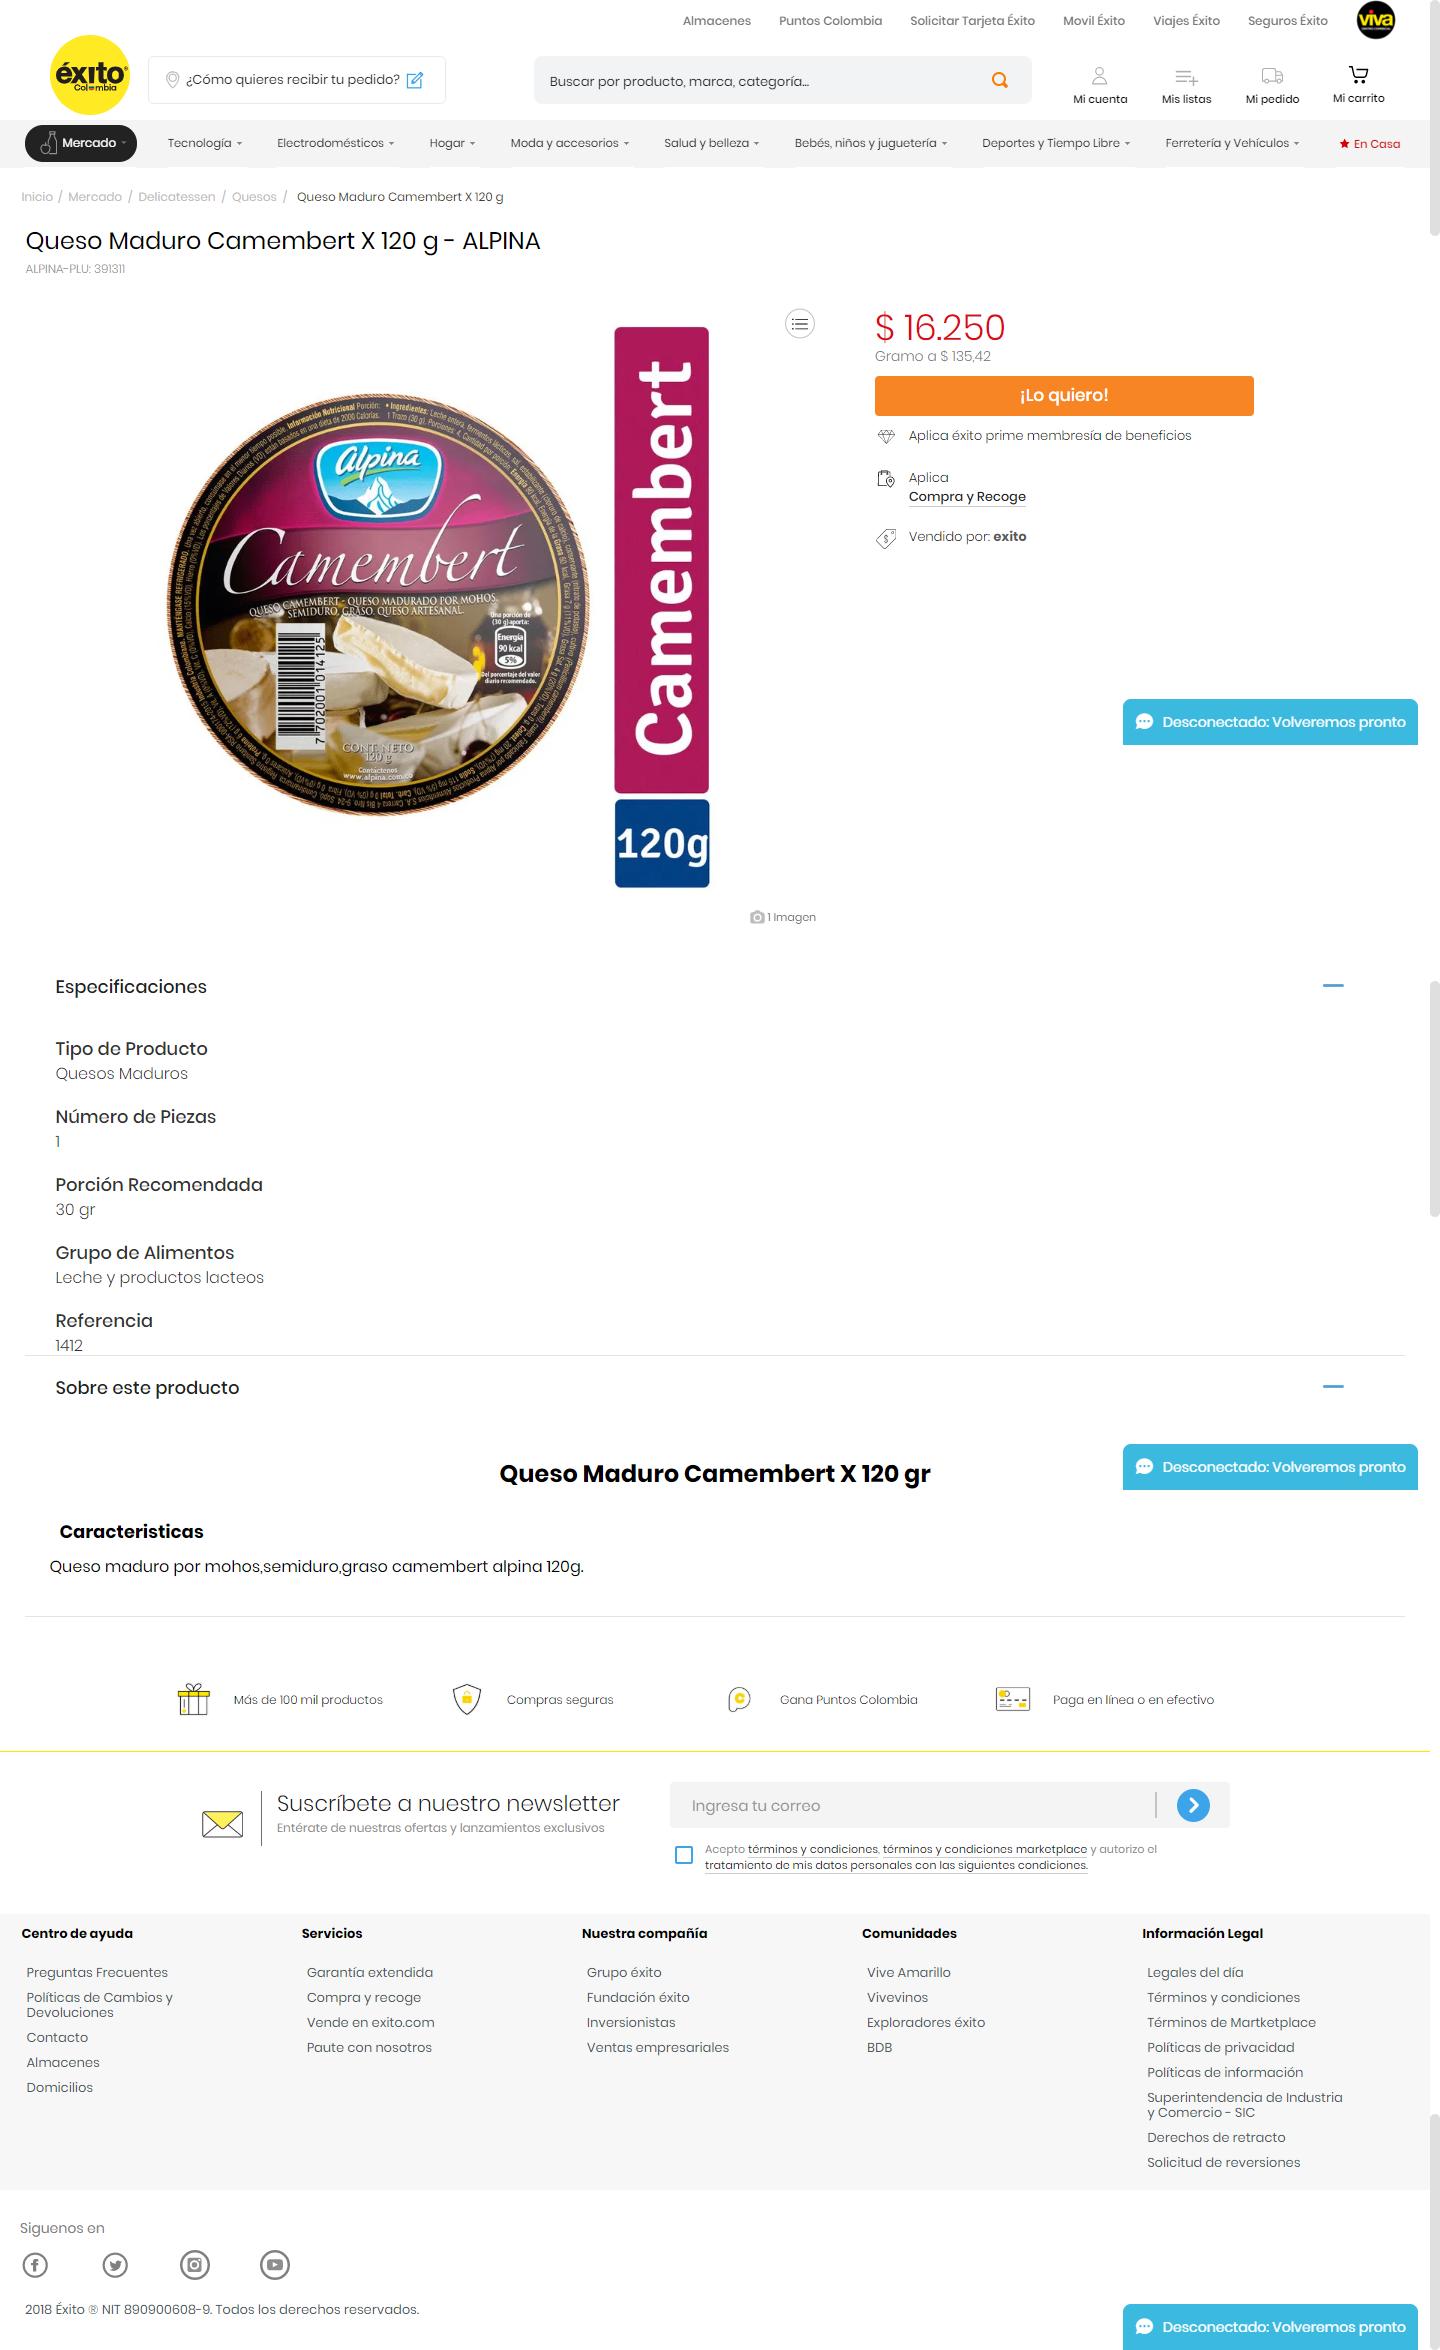 Almacenes
Puntos Colombia
Solicitar Tarjeta Éxito
Movil Éxito
Viajes Éxito
Seguros Éxito
viva
éxito
Colombia
¿Cómo quieres recibir tu pedido?
Buscar por producto, marca, categoría...
Mi cuenta
Mis listas
Mi pedido
Mi carrito
Mercado
Tecnología
Electrodomésticos
Hogar
Moda y accesorios
Salud y belleza
Bebés, niños y juguetería
Deportes y Tiempo Libre
Ferretería y Vehículos
En Casa
Inicio / Mercado / Delicatessen / Quesos / Queso Maduro Camembert X 120 g
Queso Maduro Camembert X 120 g - ALPINA
ALPINA-PLU: 391311
alpina
Camembert
QUESO CAMEMBERT - QUESO MADURADO POR MOHOS,
SEMIDURO, GRASO. QUESO ARTESANAL.
Una porción de
(30 g) aporta:
Energía
90 kcal
5%
Del porcentaje del valor
diario recomendado.
7 702001 014125
CONT. NETO
120 g
Contáctenos
www.alpina.com.co
Camembert
120g
1 Imagen
$ 16.250
Gramo a $ 135,42
¡Lo quiero!
Aplica éxito prime membresía de beneficios
Aplica
Compra y Recoge
Vendido por: exito
Desconectado: Volveremos pronto
Especificaciones
Tipo de Producto
Quesos Maduros
Número de Piezas
1
Porción Recomendada
30 gr
Grupo de Alimentos
Leche y productos lacteos
Referencia
1412
Sobre este producto
Desconectado: Volveremos pronto
Queso Maduro Camembert X 120 gr
Caracteristicas
Queso maduro por mohos,semiduro,graso camembert alpina 120g.
Más de 100 mil productos
Compras seguras
Gana Puntos Colombia
Paga en línea o en efectivo
Suscríbete a nuestro newsletter
Entérate de nuestras ofertas y lanzamientos exclusivos
Ingresa tu correo
Acepto términos y condiciones, términos y condiciones marketplace y autorizo el
tratamiento de mis datos personales con las siguientes condiciones.
Centro de ayuda
Preguntas Frecuentes
Políticas de Cambios y
Devoluciones
Contacto
Almacenes
Domicilios
Servicios
Garantía extendida
Compra y recoge
Vende en exito.com
Paute con nosotros
Nuestra compañía
Grupo éxito
Fundación éxito
Inversionistas
Ventas empresariales
Comunidades
Vive Amarillo
Vivevinos
Exploradores éxito
BDB
Información Legal
Legales del día
Términos y condiciones
Términos de Martketplace
Políticas de privacidad
Políticas de información
Superintendencia de Industria
y Comercio - SIC
Derechos de retracto
Solicitud de reversiones
Siguenos en
2018 Éxito ® NIT 890900608-9. Todos los derechos reservados.
Desconectado: Volveremos pronto